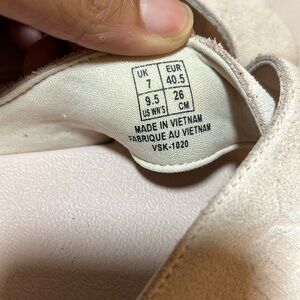 UK EUR
7 40.5
9.5 26
US WN'S CM
MADE IN VIETNAM
FABRIQUE AU VIETNAM
VSK-1020